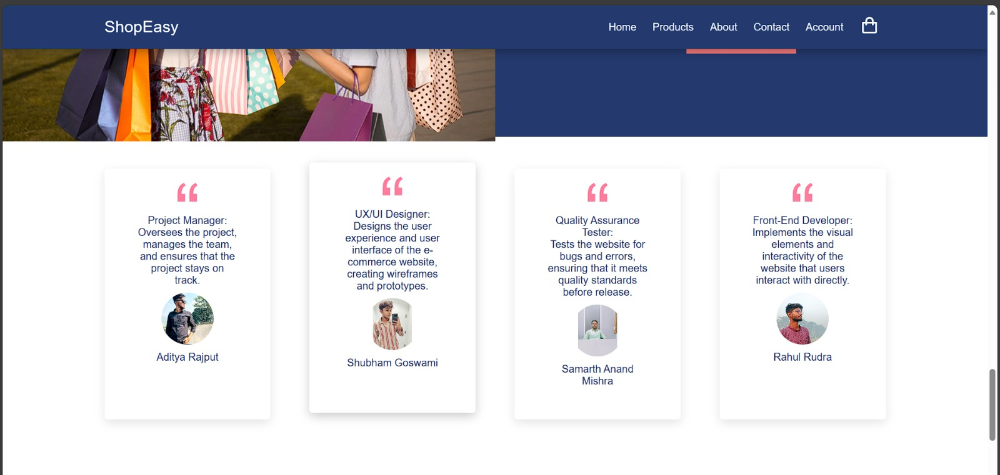 ShopEasy
Home Products About Contact Account
“
Project Manager:
Oversees the project,
manages the team,
and ensures that the
project stays on
track.
Aditya Rajput
“
UX/UI Designer:
Designs the user
experience and user
interface of the e-
commerce website,
creating wireframes
and prototypes.
Shubham Goswami
“
Quality Assurance
Tester:
Tests the website for
bugs and errors,
ensuring that it meets
quality standards
before release.
Samarth Anand
Mishra
“
Front-End Developer:
Implements the visual
elements and
interactivity of the
website that users
interact with directly.
Rahul Rudra